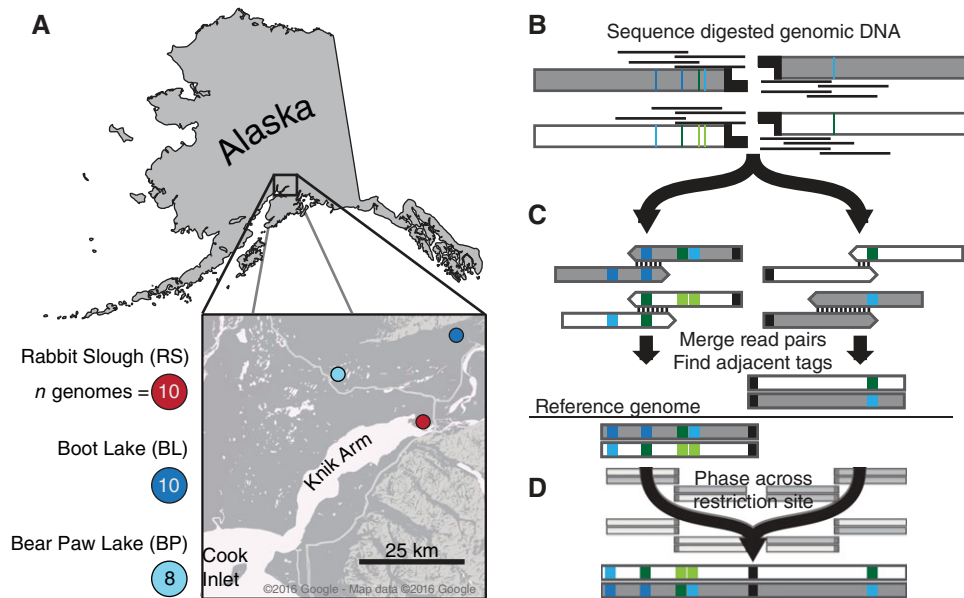 A
Alaska
Rabbit Slough (RS)
n genomes = 10
Boot Lake (BL)
10
Bear Paw Lake (BP)
8
Knik Arm
25 km
Cook
Inlet
©2016 Google - Map data ©2016 Google
B
Sequence digested genomic DNA
C
Merge read pairs
Find adjacent tags
Reference genome
D
Phase across
restriction site